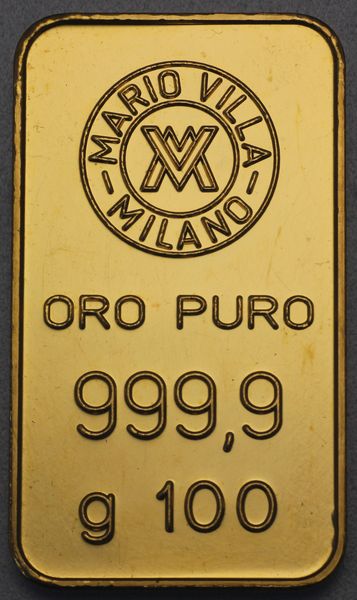 MARIO VILLA
MV
MILANO
ORO PURO
999,9
g 100